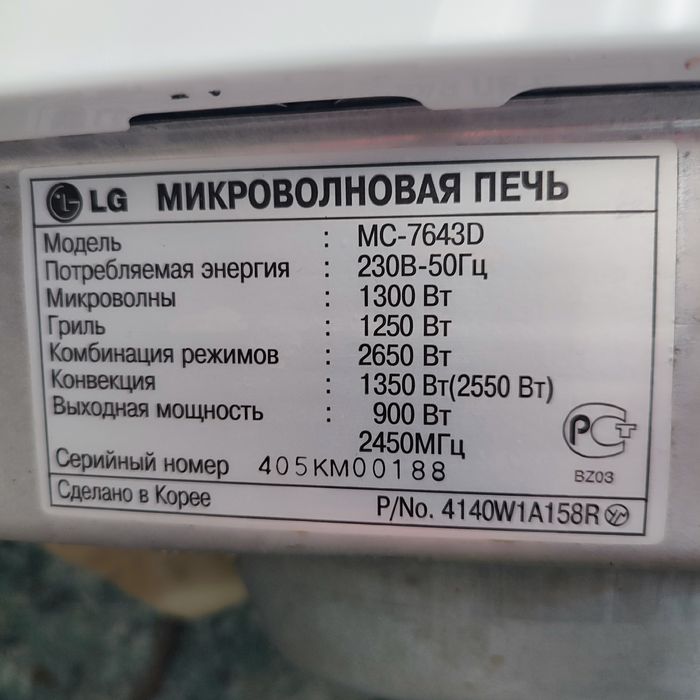 LG МИКРОВОЛНОВАЯ ПЕЧЬ
Модель : MC-7643D
Потребляемая энергия : 230В-50Гц
Микроволны : 1300 Вт
Гриль : 1250 Вт
Комбинация режимов : 2650 Вт
Конвекция : 1350 Вт(2550 Вт)
Выходная мощность : 900 Вт
2450МГц
Серийный номер 405KM00188
РСТ
BZ03
Сделано в Корее
P/No. 4140W1A158R